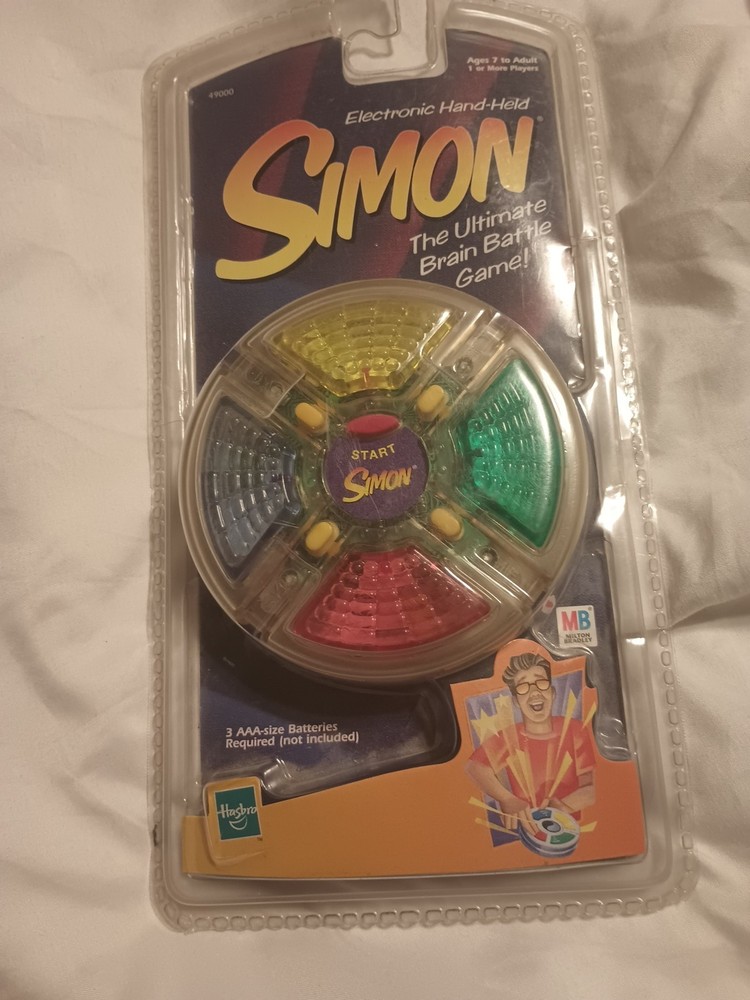 Ages 7 to Adult
1 or More Players
49000
Electronic Hand-Held
SIMON®
The Ultimate
Brain Battle
Game!
START
SIMON®
MB®
MILTON
BRADLEY
3 AAA-size Batteries
Required (not included)
Hasbro